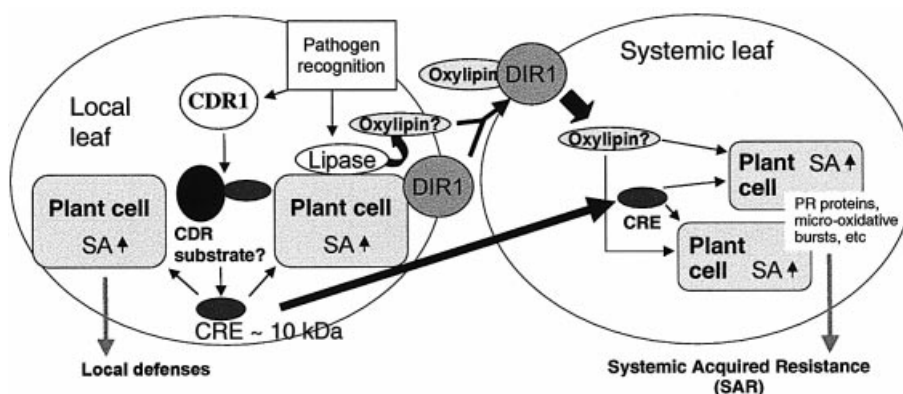 Pathogen
recognition
Local
leaf
CDR1
Oxylipin?
Lipase
DIR1
Plant cell
SA
Plant cell
SA
CDR
substrate?
CRE ~ 10 kDa
Local defenses
Systemic leaf
Oxylipin
DIR1
Oxylipin?
CRE
Plant
cell
SA
PR proteins,
micro-oxidative
bursts, etc
Plant
cell
SA
Systemic Acquired Resistance
(SAR)